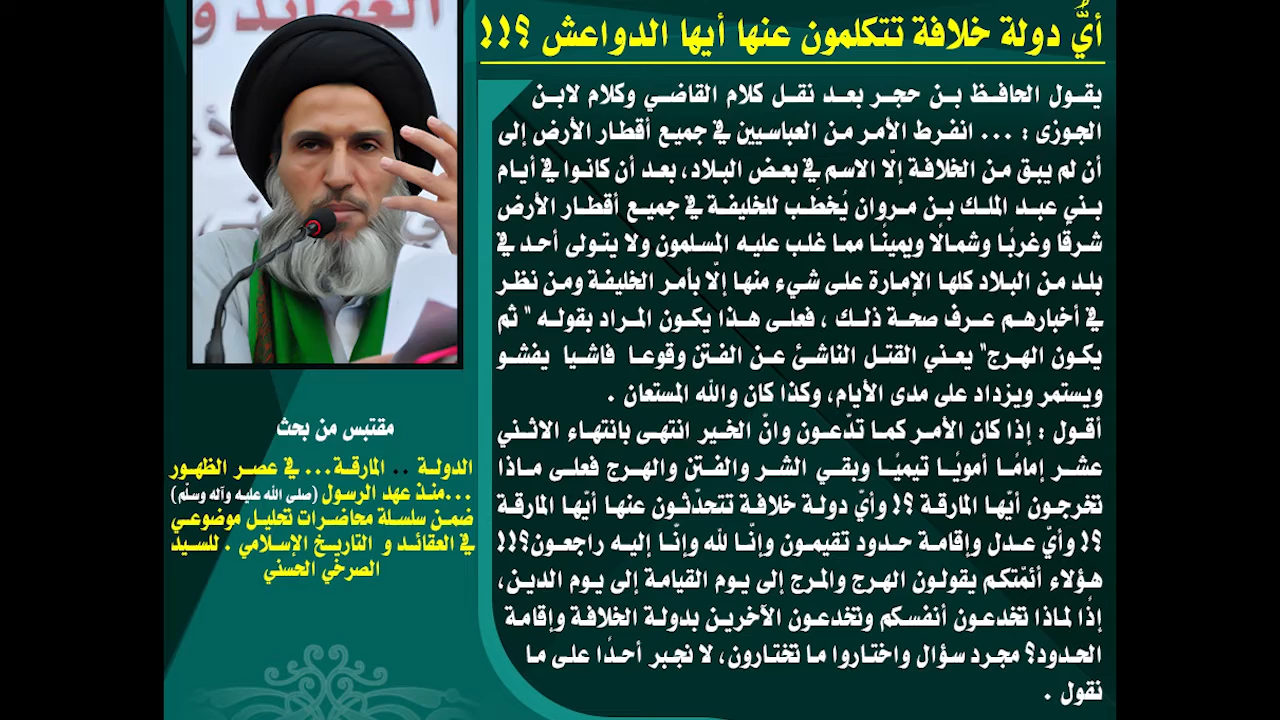 أيُّ دولة خلافة تتكلمون عنها أيها الدواعش ؟!!
يقول الحافظ بن حجر بعد نقل كلام القاضي وكلام لابن
الجوزى : ... انفرط الأمر من العباسيين في جميع أقطار الأرض إلى
أن لم يبق من الخلافة إلّا الاسم في بعض البلاد، بعد أن كانوا في أيام
بني عبد الملك بن مروان يُخطَب للخليفة في جميع أقطار الأرض
شرقًا وغربًا وشمالًا ويمينًا مما غلب عليه المسلمون ولا يتولى أحد في
بلد من البلاد كلها الإمارة على شيء منها إلّا بأمر الخليفة ومن نظر
في أخبارهم عرف صحة ذلك ، فعلى هذا يكون المراد بقوله " ثم
يكون الهرج" يعني القتل الناشئ عن الفتن وقوعا فاشيا يفشو
ويستمر ويزداد على مدى الأيام، وكذا كان والله المستعان .
أقول : إذا كان الأمر كما تدّعون وانّ الخير انتهى بانتهاء الاثني
عشر إمامًا أمويًا تيميًا وبقي الشر والفتن والهرج فعلى ماذا
تخرجون أيّها المارقة ؟! وأيّ دولة خلافة تتحدّثون عنها أيّها المارقة
؟! وأيّ عدل وإقامة حدود تقيمون وإنّا لله وإنّا إليه راجعون؟!!
هؤلاء أئمّتكم يقولون الهرج والمرج إلى يوم القيامة إلى يوم الدين،
إذًا لماذا تخدعون أنفسكم وتخدعون الآخرين بدولة الخلافة وإقامة
الحدود؟ مجرد سؤال واختاروا ما تختارون، لا نجبر أحدًا على ما
نقول .
مقتبس من بحث
الدولة .. المارقة... في عصر الظهور
...منذ عهد الرسول (صلى الله عليه وآله وسلّم)
ضمن سلسلة محاضرات تحليل موضوعي
في العقائد و التاريخ الإسلامي . للسيد
الصرخي الحسني